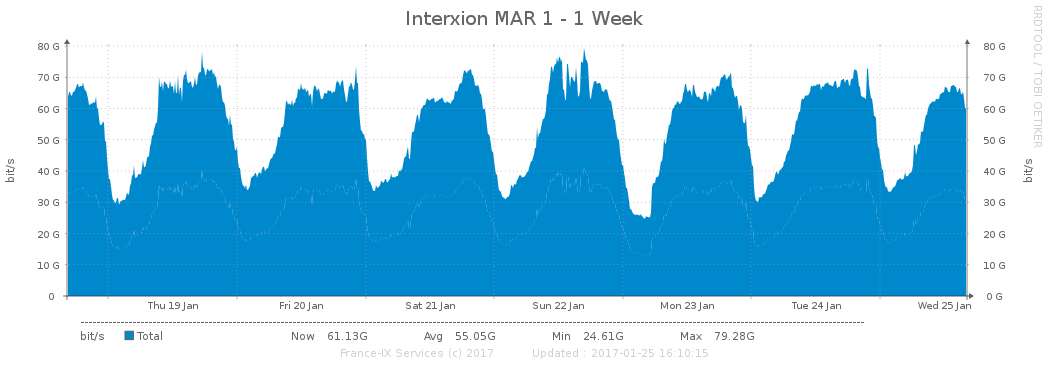 Interxion MAR 1 - 1 Week
RRDTOOL / TOBI OETIKER
bit/s
80 G
70 G
60 G
50 G
40 G
30 G
20 G
10 G
0
80 G
70 G
60 G
50 G
40 G
30 G
20 G
10 G
0 G
bit/s
Thu 19 Jan Fri 20 Jan Sat 21 Jan Sun 22 Jan Mon 23 Jan Tue 24 Jan Wed 25 Jan
bit/s Total Now 61.13G Avg 55.05G Min 24.61G Max 79.28G
France-IX Services (c) 2017 Updated : 2017-01-25 16:10:15